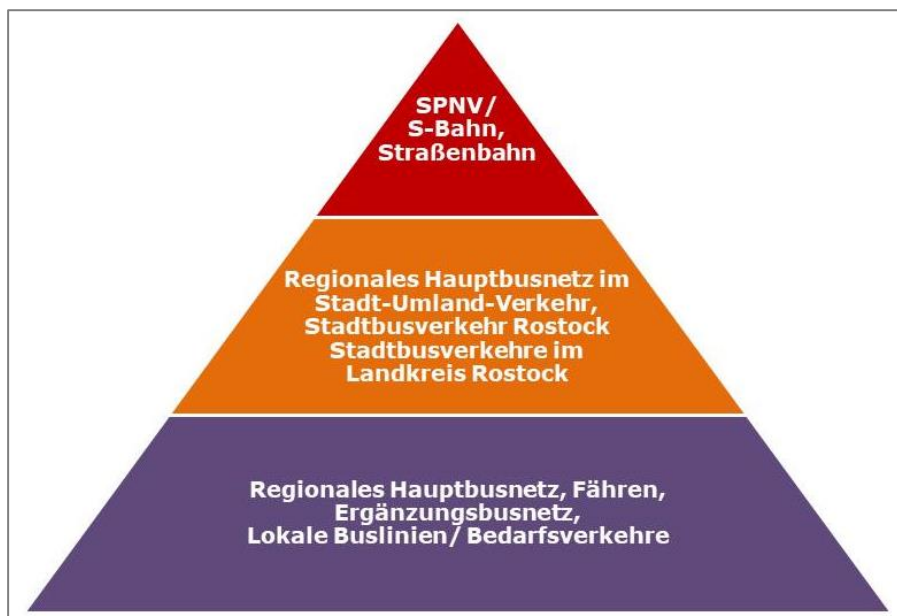 SPNV/
S-Bahn,
Straßenbahn
Regionales Hauptbusnetz im
Stadt-Umland-Verkehr,
Stadtbusverkehr Rostock
Stadtbusverkehre im
Landkreis Rostock
Regionales Hauptbusnetz, Fähren,
Ergänzungsbusnetz,
Lokale Buslinien/ Bedarfsverkehre